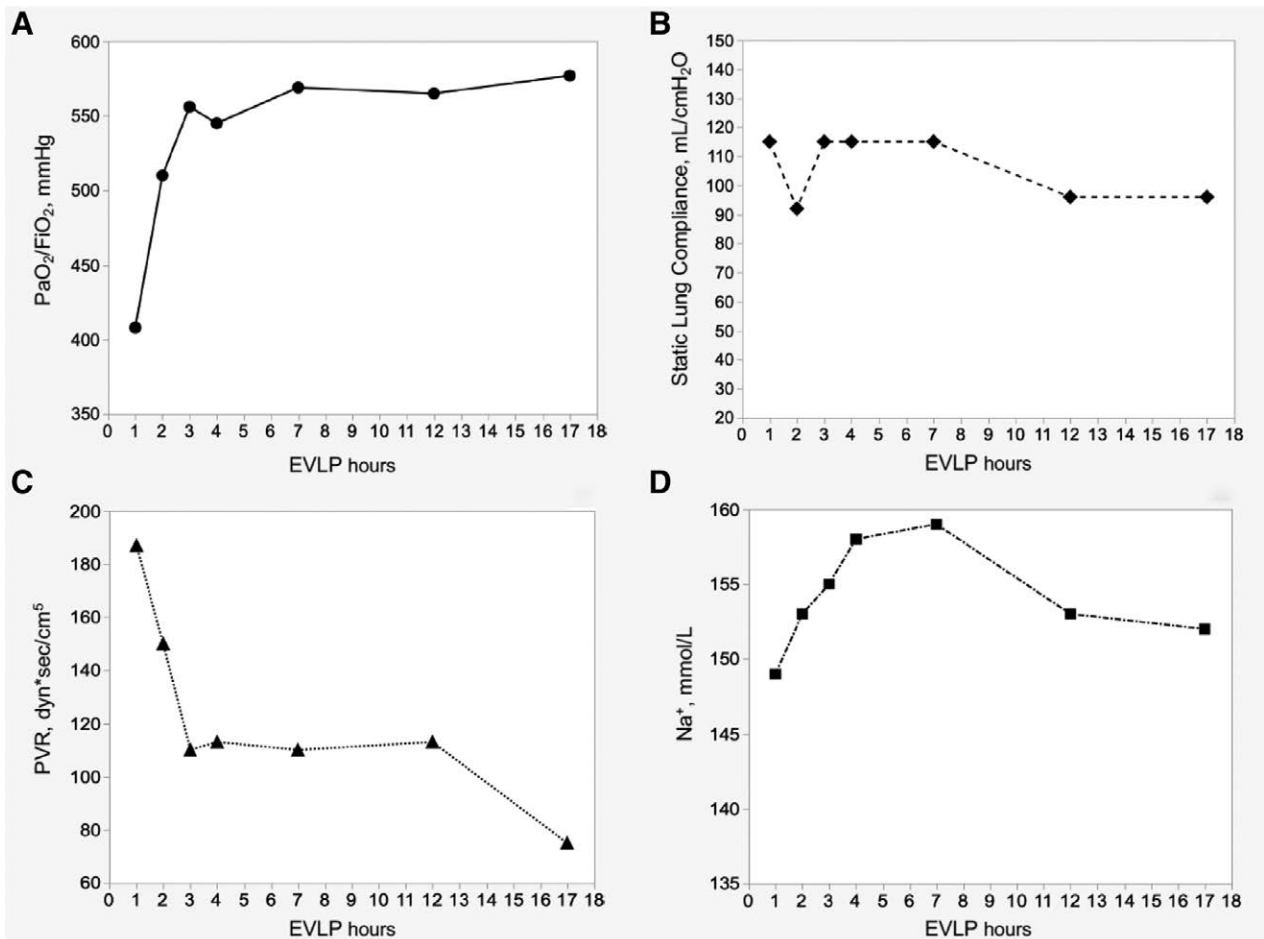 A
PaO₂/FiO₂, mmHg
600
550
500
450
400
350
0 1 2 3 4 5 6 7 8 9 10 11 12 13 14 15 16 17 18
EVLP hours
B
Static Lung Compliance, mL/cmH₂O
150
140
130
120
110
100
90
80
70
60
50
40
30
20
0 1 2 3 4 5 6 7 8 9 10 11 12 13 14 15 16 17 18
EVLP hours
C
PVR, dyn*sec/cm⁵
200
180
160
140
120
100
80
60
0 1 2 3 4 5 6 7 8 9 10 11 12 13 14 15 16 17 18
EVLP hours
D
Na⁺, mmol/L
160
155
150
145
140
135
0 1 2 3 4 5 6 7 8 9 10 11 12 13 14 15 16 17 18
EVLP hours